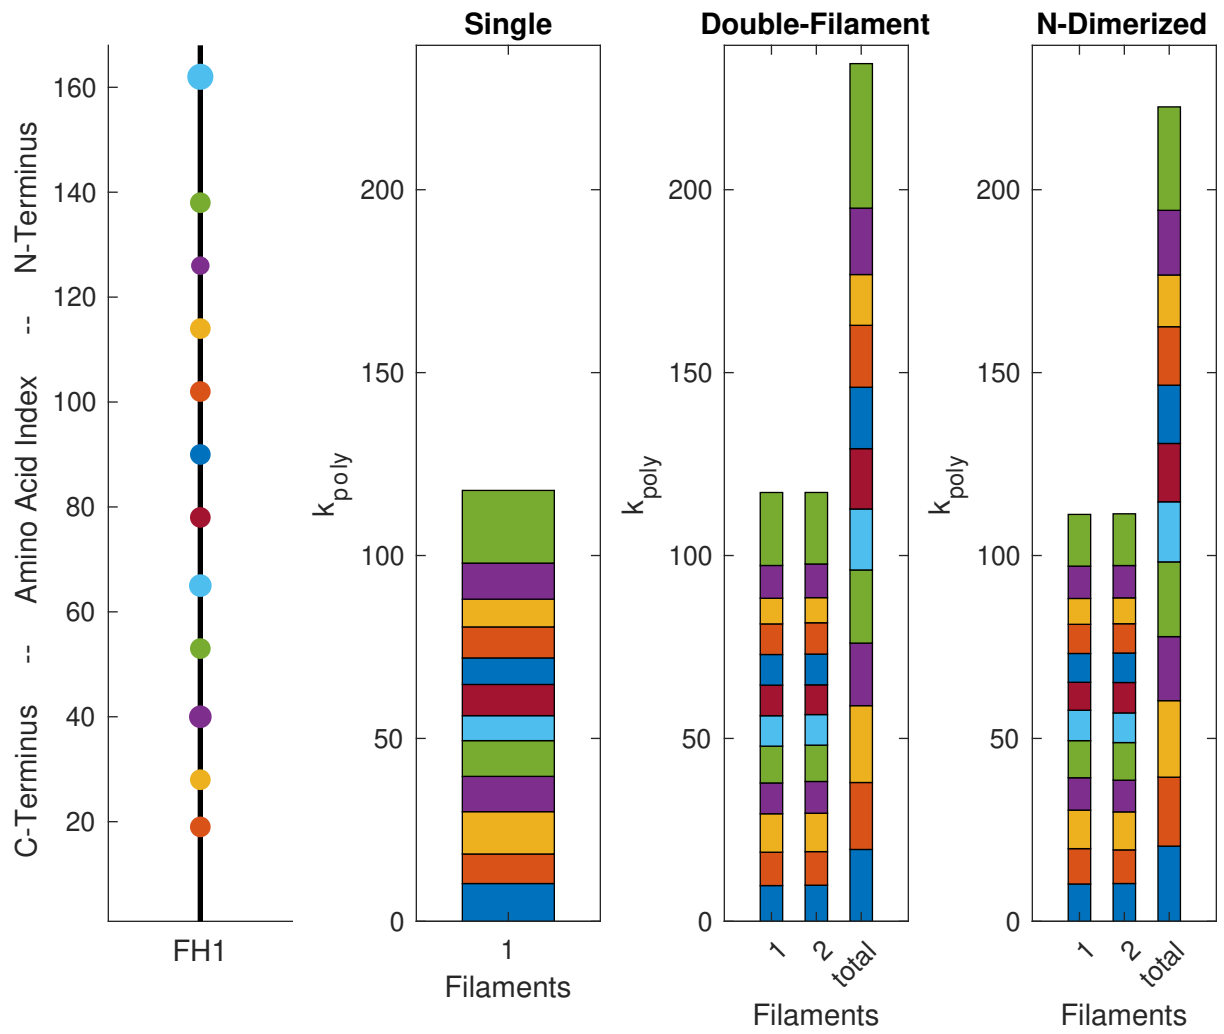 Single
Double-Filament
N-Dimerized
C-Terminus -- Amino Acid Index -- N-Terminus
160
140
120
100
80
60
40
20
FH1
k_poly
200
150
100
50
0
1
Filaments
k_poly
200
150
100
50
0
1
2
total
Filaments
k_poly
200
150
100
50
0
1
2
total
Filaments